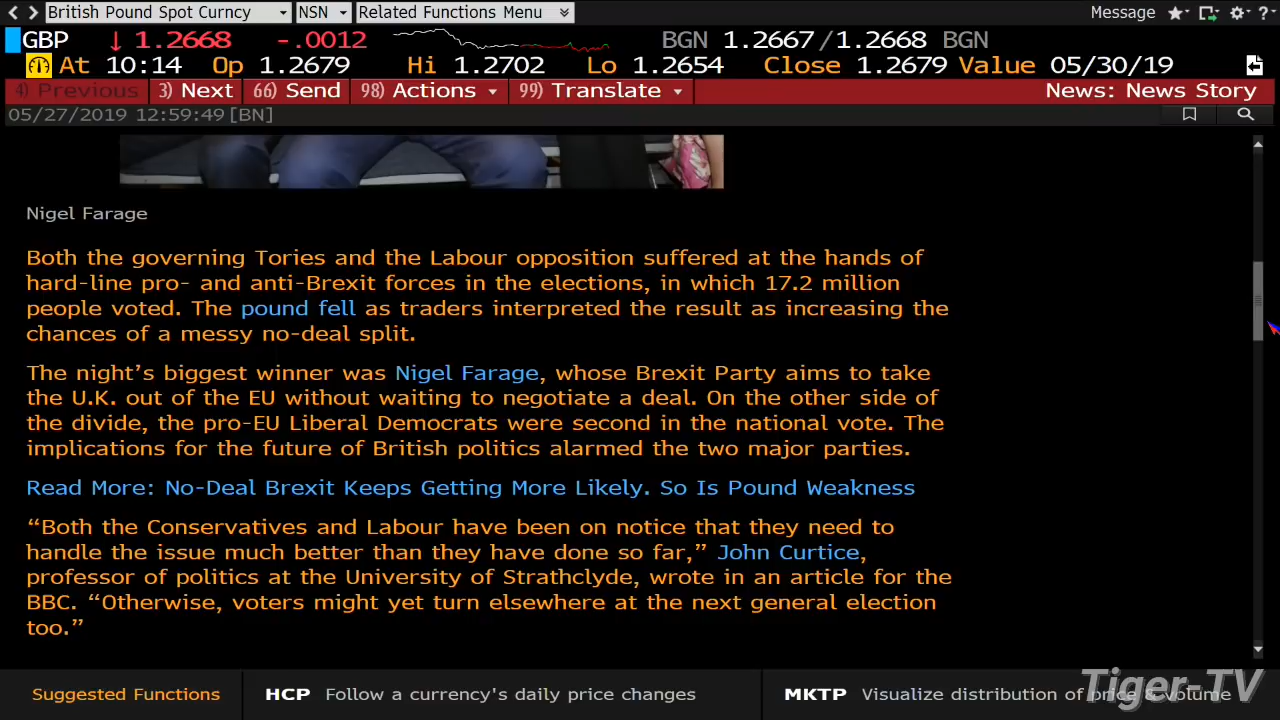 British Pound Spot Curncy NSN Related Functions Menu Message ?
GBP ↓ 1.2668 -.0012 BGN 1.2667/1.2668 BGN
At 10:14 Op 1.2679 Hi 1.2702 Lo 1.2654 Close 1.2679 Value 05/30/19
4) Previous 3) Next 66) Send 98) Actions 99) Translate News: News Story
05/27/2019 12:59:49 [BN]
Nigel Farage
Both the governing Tories and the Labour opposition suffered at the hands of
hard-line pro- and anti-Brexit forces in the elections, in which 17.2 million
people voted. The pound fell as traders interpreted the result as increasing the
chances of a messy no-deal split.
The night's biggest winner was Nigel Farage, whose Brexit Party aims to take
the U.K. out of the EU without waiting to negotiate a deal. On the other side of
the divide, the pro-EU Liberal Democrats were second in the national vote. The
implications for the future of British politics alarmed the two major parties.
Read More: No-Deal Brexit Keeps Getting More Likely. So Is Pound Weakness
“Both the Conservatives and Labour have been on notice that they need to
handle the issue much better than they have done so far,” John Curtice,
professor of politics at the University of Strathclyde, wrote in an article for the
BBC. “Otherwise, voters might yet turn elsewhere at the next general election
too.”
Suggested Functions HCP Follow a currency's daily price changes MKTP Visualize distribution of price & volume
Tiger-TV